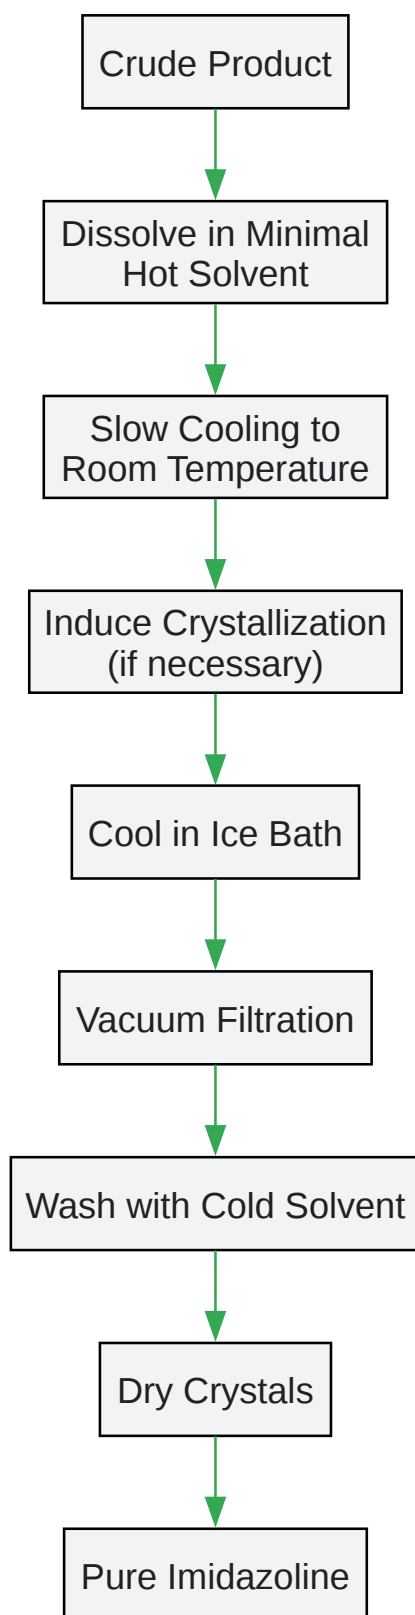 Crude Product
Dissolve in Minimal
Hot Solvent
Slow Cooling to
Room Temperature
Induce Crystallization
(if necessary)
Cool in Ice Bath
Vacuum Filtration
Wash with Cold Solvent
Dry Crystals
Pure Imidazoline